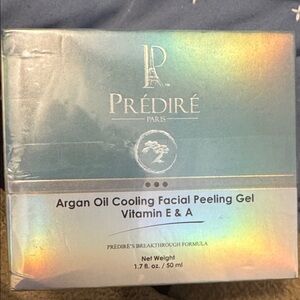 PRÉDIRÉ
PARIS
Argan Oil Cooling Facial Peeling Gel
Vitamin E & A
PRÉDIRÉ'S BREAKTHROUGH FORMULA
Net Weight
1.7 fl. oz. / 50 ml